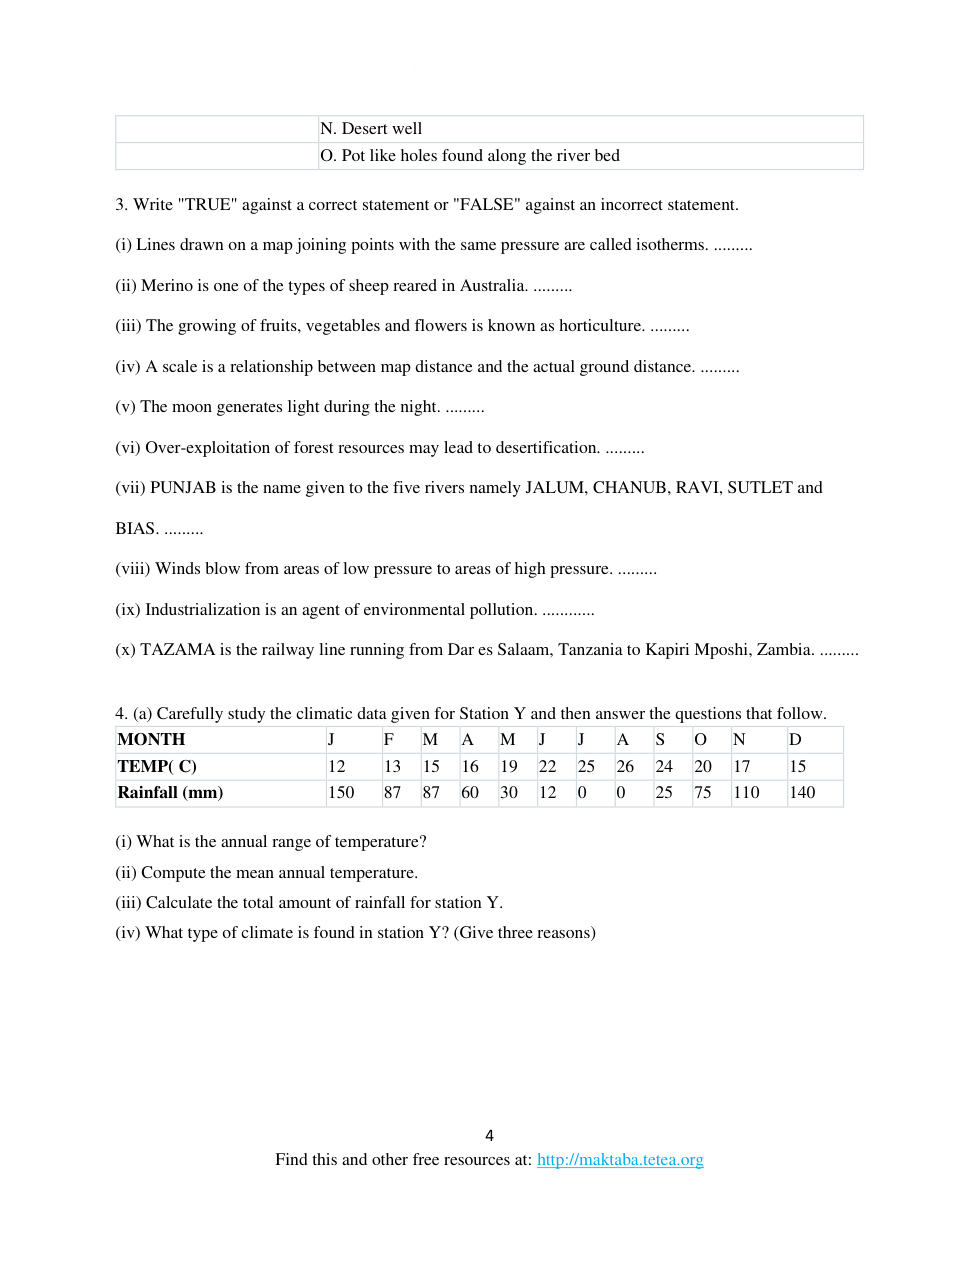 N. Desert well
O. Pot like holes found along the river bed
3. Write "TRUE" against a correct statement or "FALSE" against an incorrect statement.
(i) Lines drawn on a map joining points with the same pressure are called isotherms. .........
(ii) Merino is one of the types of sheep reared in Australia. .........
(iii) The growing of fruits, vegetables and flowers is known as horticulture. .........
(iv) A scale is a relationship between map distance and the actual ground distance. .........
(v) The moon generates light during the night. .........
(vi) Over-exploitation of forest resources may lead to desertification. .........
(vii) PUNJAB is the name given to the five rivers namely JALUM, CHANUB, RAVI, SUTLET and
BIAS. .........
(viii) Winds blow from areas of low pressure to areas of high pressure. .........
(ix) Industrialization is an agent of environmental pollution. ............
(x) TAZAMA is the railway line running from Dar es Salaam, Tanzania to Kapiri Mposhi, Zambia. .........
4. (a) Carefully study the climatic data given for Station Y and then answer the questions that follow.
MONTH J F M A M J J A S O N D
TEMP( C) 12 13 15 16 19 22 25 26 24 20 17 15
Rainfall (mm) 150 87 87 60 30 12 0 0 25 75 110 140
(i) What is the annual range of temperature?
(ii) Compute the mean annual temperature.
(iii) Calculate the total amount of rainfall for station Y.
(iv) What type of climate is found in station Y? (Give three reasons)
4
Find this and other free resources at: http://maktaba.tetea.org